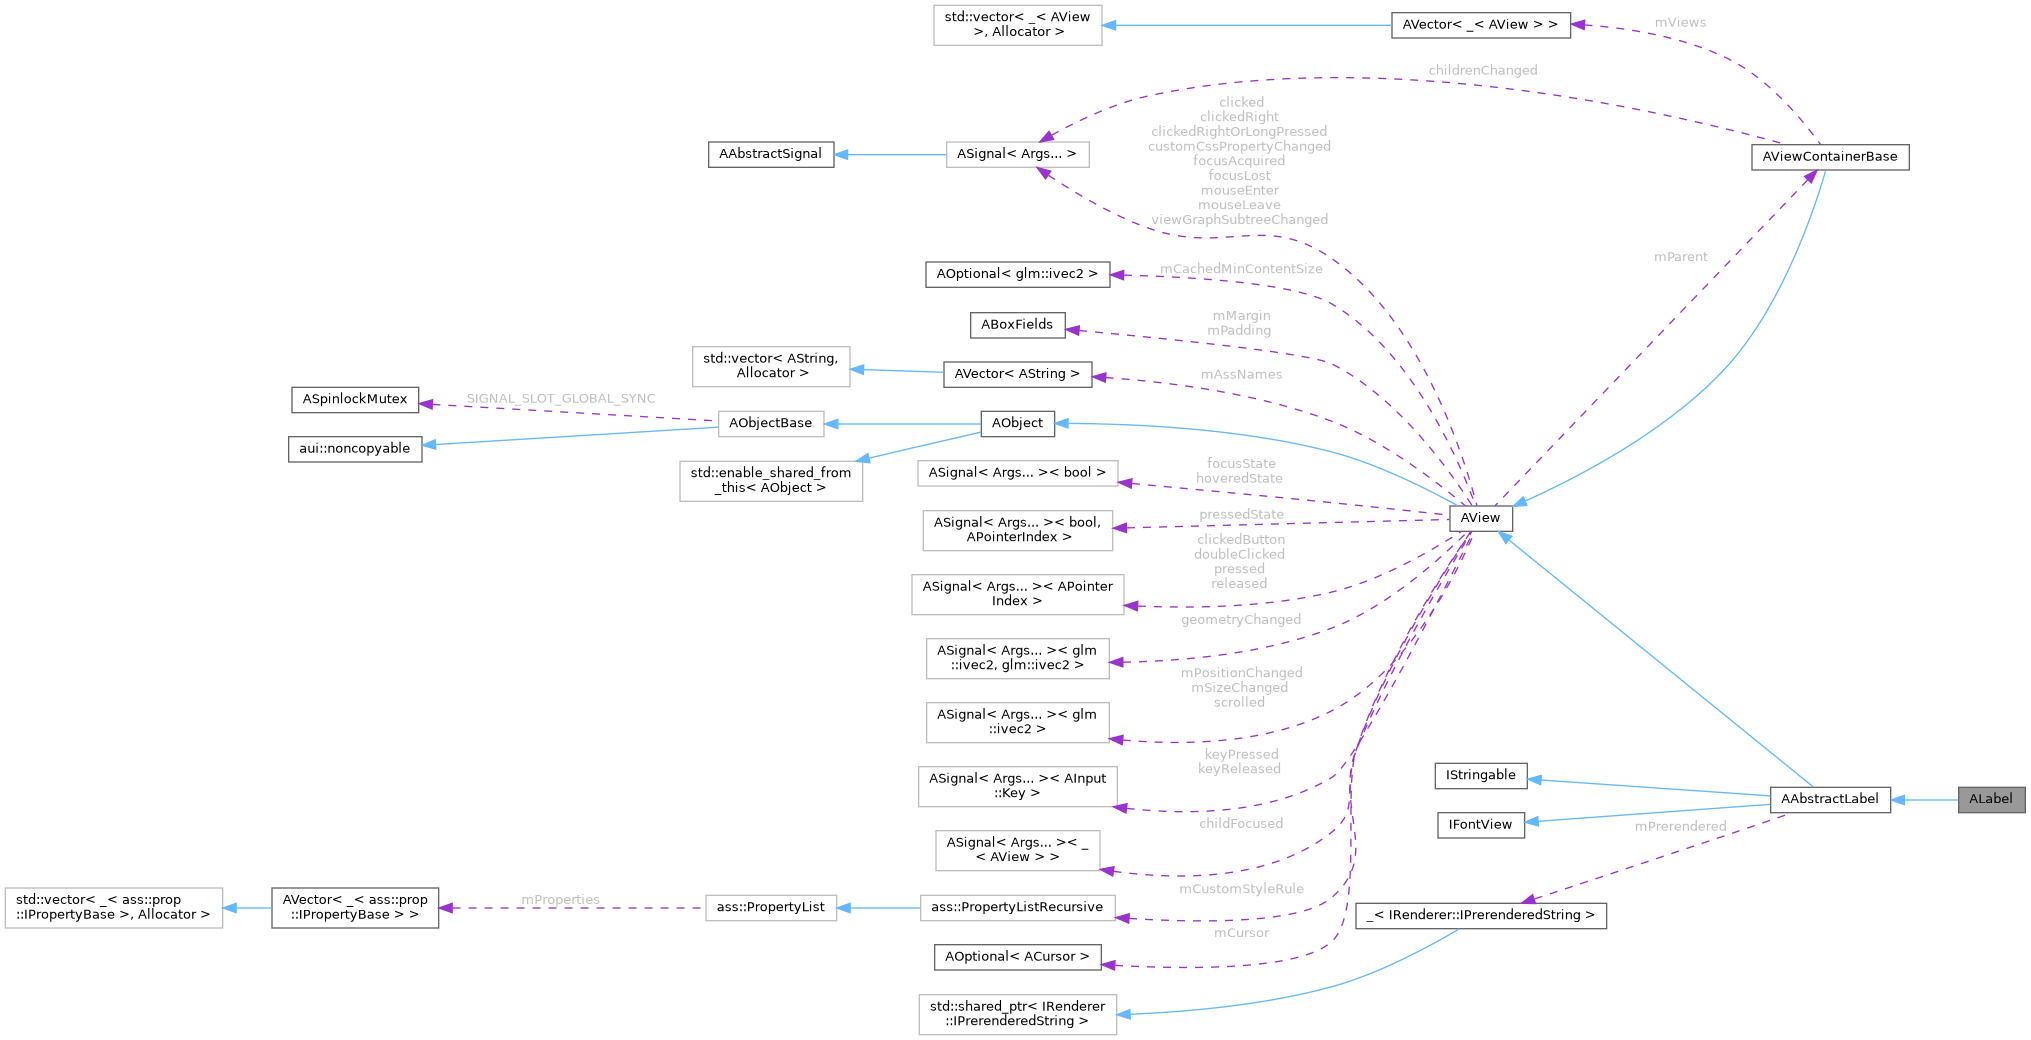 std::vector< _< AView
>, Allocator >
AVector< _< AView > >
mViews
childrenChanged
clicked
clickedRight
clickedRightOrLongPressed
customCssPropertyChanged
focusAcquired
focusLost
mouseEnter
mouseLeave
viewGraphSubtreeChanged
AAbstractSignal
ASignal< Args... >
AViewContainerBase
mParent
AOptional< glm::ivec2 >
mCachedMinContentSize
ABoxFields
mMargin
mPadding
std::vector< AString,
Allocator >
AVector< AString >
mAssNames
ASpinlockMutex
SIGNAL_SLOT_GLOBAL_SYNC
AObjectBase
AObject
aui::noncopyable
std::enable_shared_from
_this< AObject >
ASignal< Args... >< bool >
focusState
hoveredState
ASignal< Args... >< bool,
APointerIndex >
pressedState
AView
clickedButton
doubleClicked
pressed
released
ASignal< Args... >< APointer
Index >
geometryChanged
ASignal< Args... >< glm
::ivec2, glm::ivec2 >
mPositionChanged
mSizeChanged
scrolled
ASignal< Args... >< glm
::ivec2 >
keyPressed
keyReleased
ASignal< Args... >< AInput
::Key >
IStringable
IFontView
AAbstractLabel
ALabel
mPrerendered
childFocused
ASignal< Args... >< _
< AView > >
std::vector< _< ass::prop
::IPropertyBase >, Allocator >
AVector< _< ass::prop
::IPropertyBase > >
mProperties
ass::PropertyList
ass::PropertyListRecursive
mCustomStyleRule
_< IRenderer::IPrerenderedString >
mCursor
AOptional< ACursor >
std::shared_ptr< IRenderer
::IPrerenderedString >